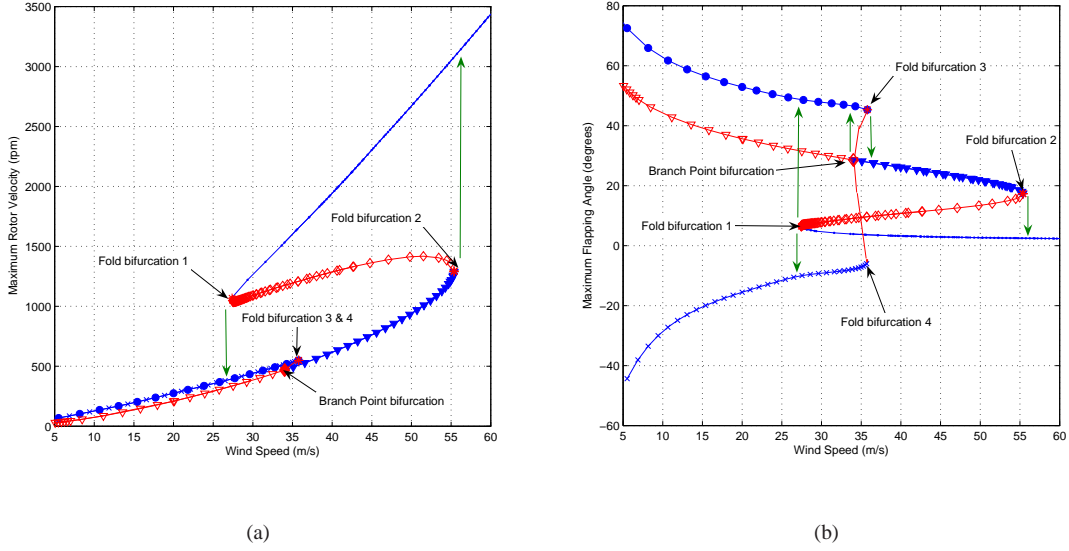 3500
3000
2500
2000
1500
1000
500
0
5 10 15 20 25 30 35 40 45 50 55 60
Maximum Rotor Velocity (rpm)
Wind Speed (m/s)
Fold bifurcation 2
Fold bifurcation 1
Fold bifurcation 3 & 4
Branch Point bifurcation
(a)
80
60
40
20
0
−20
−40
−60
5 10 15 20 25 30 35 40 45 50 55 60
Maximum Flapping Angle (degrees)
Wind Speed (m/s)
Fold bifurcation 3
Fold bifurcation 2
Branch Point bifurcation
Fold bifurcation 1
Fold bifurcation 4
(b)